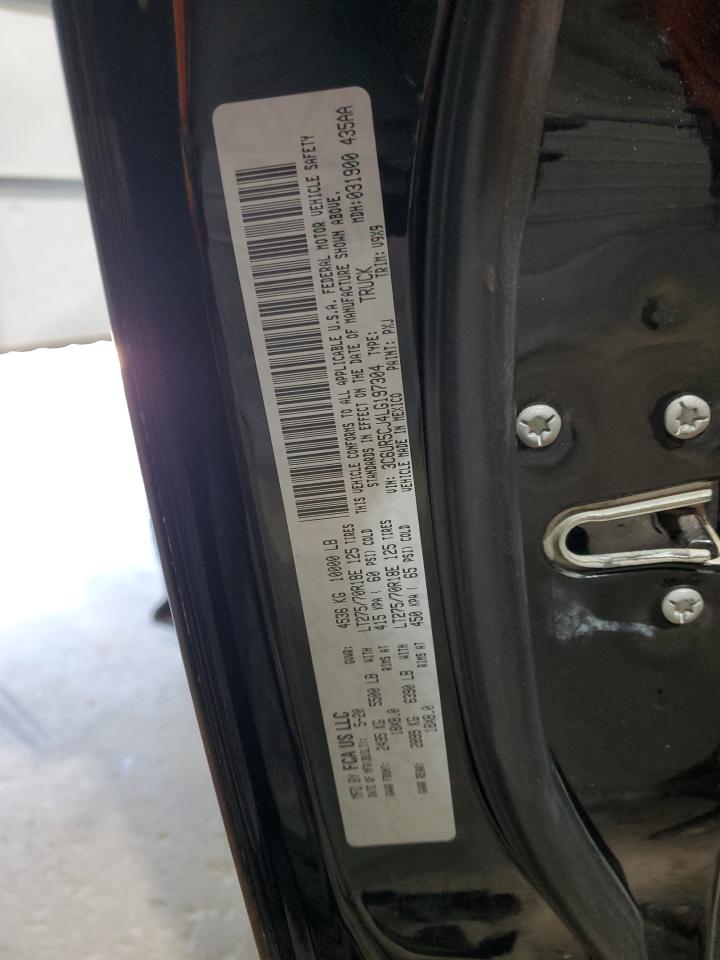 MFD BY FCA US LLC
DATE OF MFR/BUILT: 5-20 GVWR: 4536 KG 10000 LB
GAWR FRONT: 2495 KG 5500 LB WITH LT275/70R18E 125 TIRES
18X8.0 RIMS AT 415 KPA ( 60 PSI) COLD
GAWR REAR: 2899 KG 6390 LB WITH LT275/70R18E 125 TIRES
18X8.0 RIMS AT 450 KPA ( 65 PSI) COLD
THIS VEHICLE CONFORMS TO ALL APPLICABLE U.S.A. FEDERAL MOTOR VEHICLE SAFETY
STANDARDS IN EFFECT ON THE DATE OF MANUFACTURE SHOWN ABOVE.
VIN: 3C6UR5CJ4LG197304 TYPE: TRUCK MDH:031900 435AA
VEHICLE MADE IN MEXICO PAINT: PXJ TRIM: V9X9